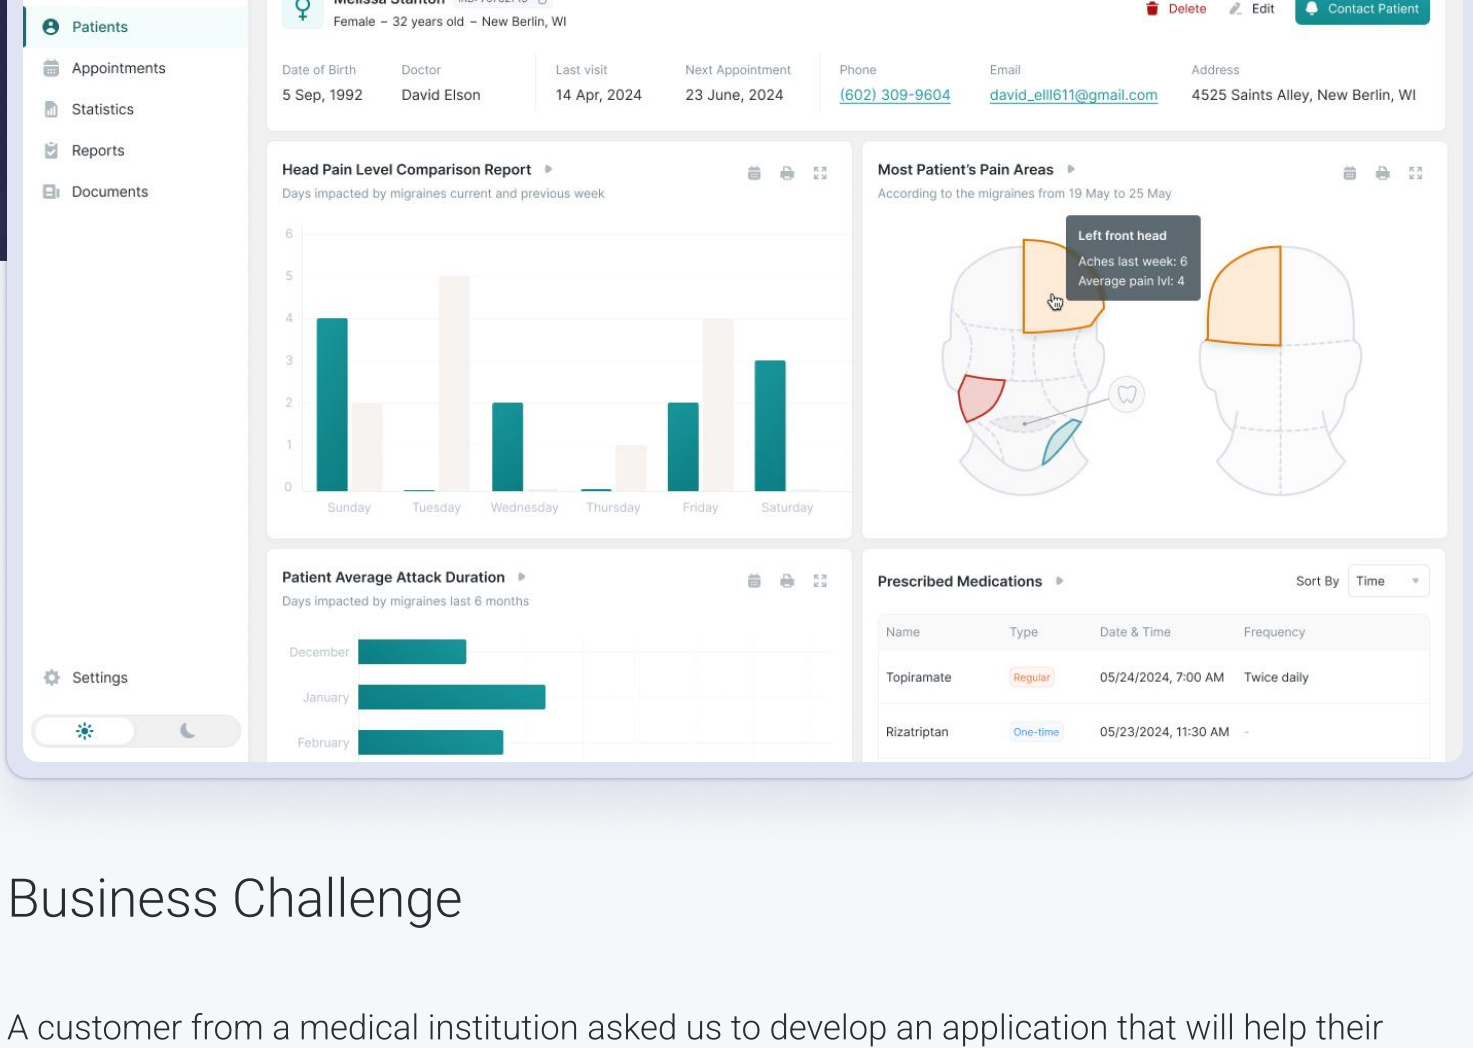 Melissa Stanton
Female – 32 years old – New Berlin, WI
Delete
Edit
Contact Patient
Patients
Appointments
Statistics
Reports
Documents
Settings
Date of Birth
5 Sep, 1992
Doctor
David Elson
Last visit
14 Apr, 2024
Next Appointment
23 June, 2024
Phone
(602) 309-9604
Email
david_elll611@gmail.com
Address
4525 Saints Alley, New Berlin, WI
Head Pain Level Comparison Report
Days impacted by migraines current and previous week
6
5
4
3
2
1
0
Sunday Tuesday Wednesday Thursday Friday Saturday
Most Patient's Pain Areas
According to the migraines from 19 May to 25 May
Left front head
Aches last week: 6
Average pain lvl: 4
Patient Average Attack Duration
Days impacted by migraines last 6 months
December
January
February
Prescribed Medications
Sort By Time
Name Type Date & Time Frequency
Topiramate Regular 05/24/2024, 7:00 AM Twice daily
Rizatriptan One-time 05/23/2024, 11:30 AM -
Business Challenge
A customer from a medical institution asked us to develop an application that will help their